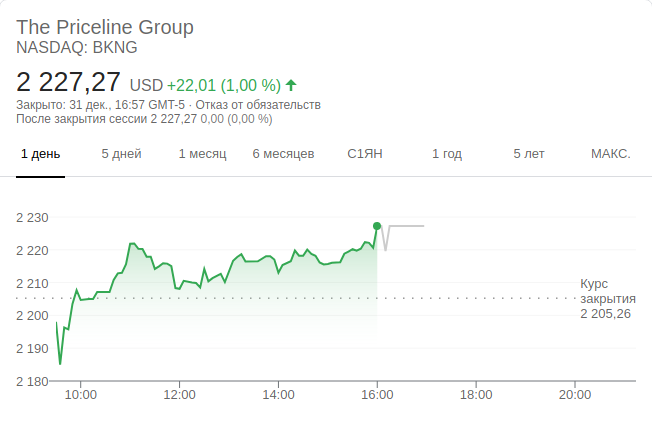 The Priceline Group
NASDAQ: BKNG
2 227,27 USD +22,01 (1,00 %)
Закрыто: 31 дек., 16:57 GMT-5 · Отказ от обязательств
После закрытия сессии 2 227,27 0,00 (0,00 %)
1 день 5 дней 1 месяц 6 месяцев С1ЯН 1 год 5 лет МАКС.
2 230
2 220
2 210
2 200
2 190
2 180
Курс
закрытия
2 205,26
10:00 12:00 14:00 16:00 18:00 20:00